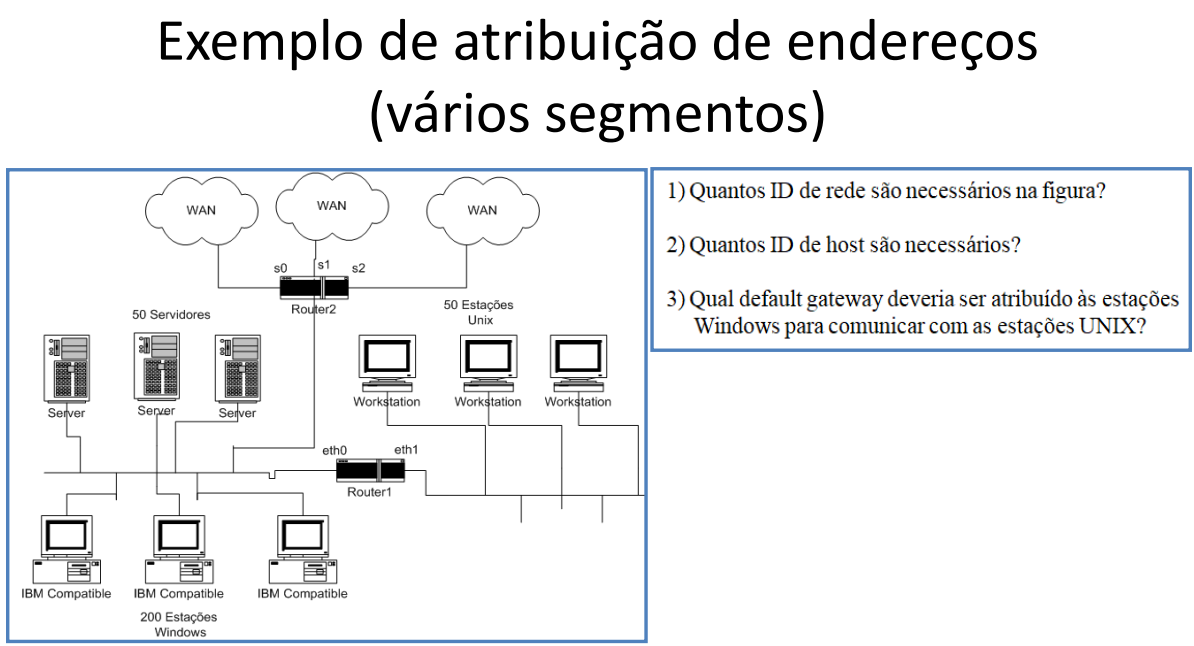 Exemplo de atribuição de endereços
(vários segmentos)
WAN
WAN
WAN
s0
s1
s2
Router2
50 Servidores
50 Estações
Unix
Server
Server
Server
Workstation
Workstation
Workstation
eth0
eth1
Router1
IBM Compatible
IBM Compatible
IBM Compatible
200 Estações
Windows
1) Quantos ID de rede são necessários na figura?
2) Quantos ID de host são necessários?
3) Qual default gateway deveria ser atribuído às estações
Windows para comunicar com as estações UNIX?